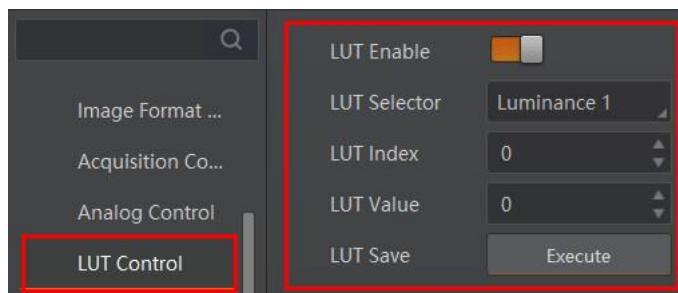 Image Format ...
Acquisition Co...
Analog Control
LUT Control
LUT Enable
LUT Selector Luminance 1
LUT Index 0
LUT Value 0
LUT Save Execute